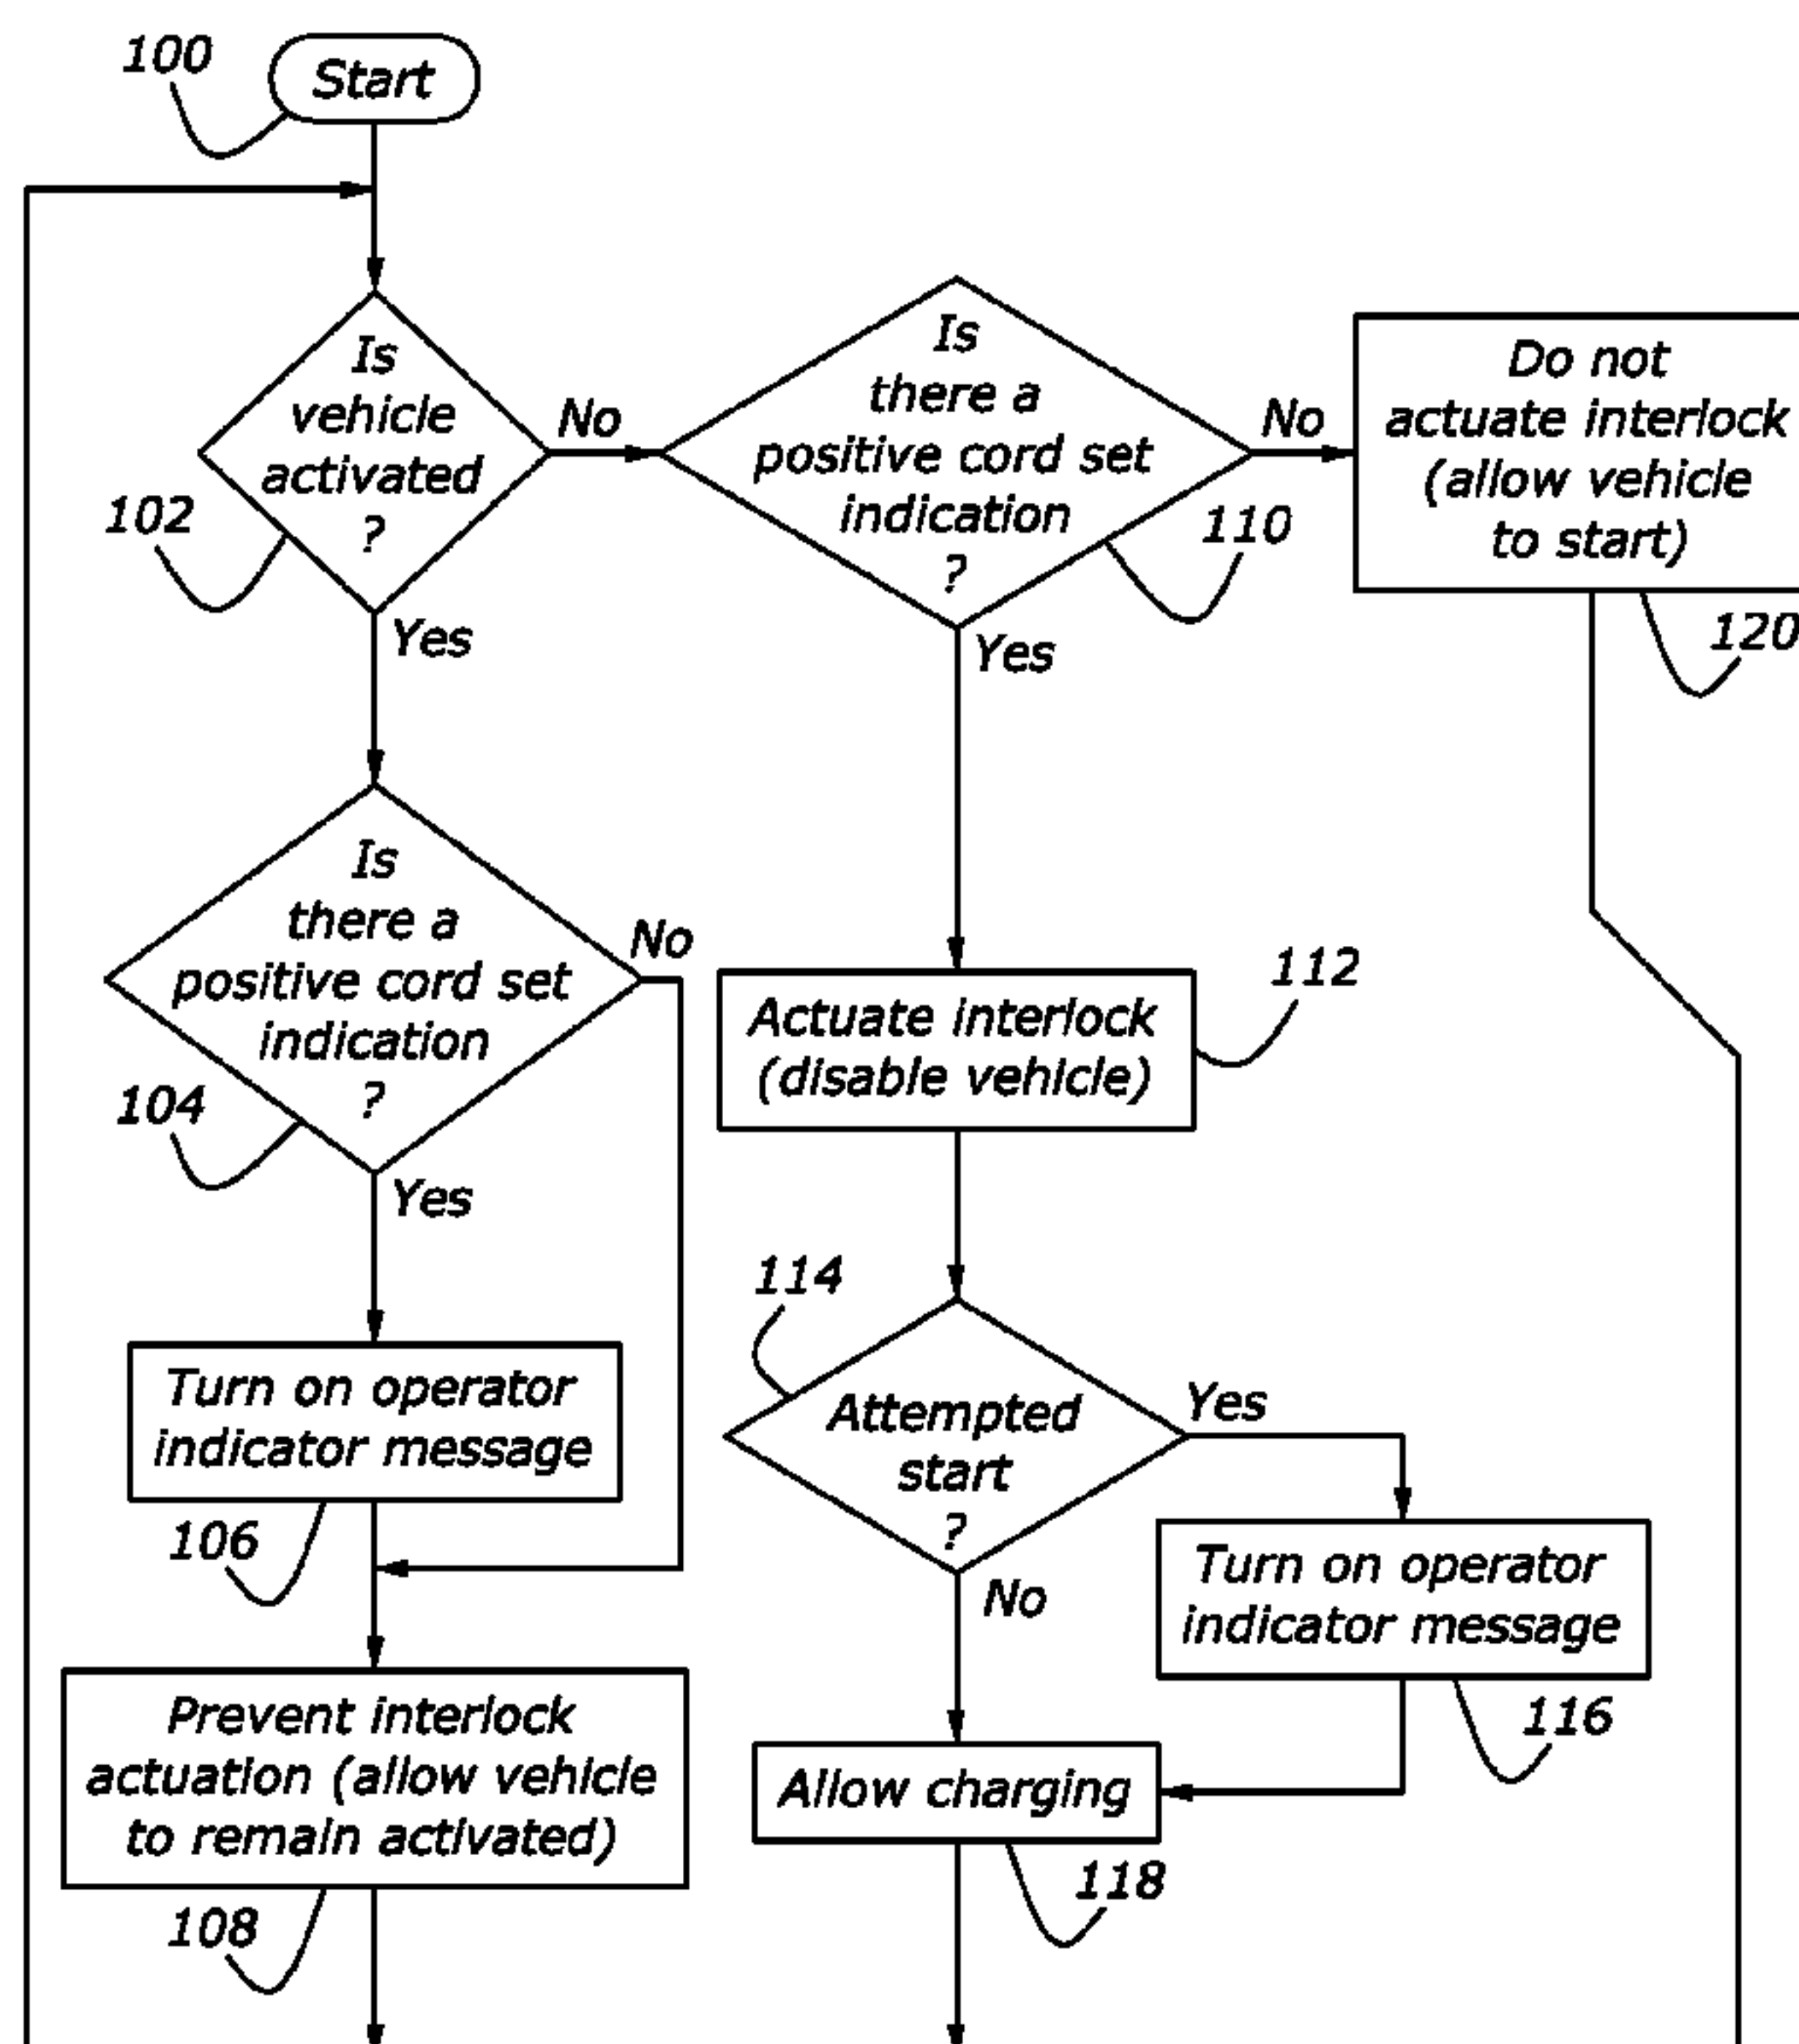 100
Start
Is
vehicle
activated
?
102
No
Yes
Is
there a
positive cord set
indication
?
110
No
Yes
Do not
actuate interlock
(allow vehicle
to start)
120
Is
there a
positive cord set
indication
?
104
No
Yes
Actuate interlock
(disable vehicle)
112
114
Attempted
start
?
Yes
No
Turn on operator
indicator message
106
Turn on operator
indicator message
116
Prevent interlock
actuation (allow vehicle
to remain activated)
108
Allow charging
118